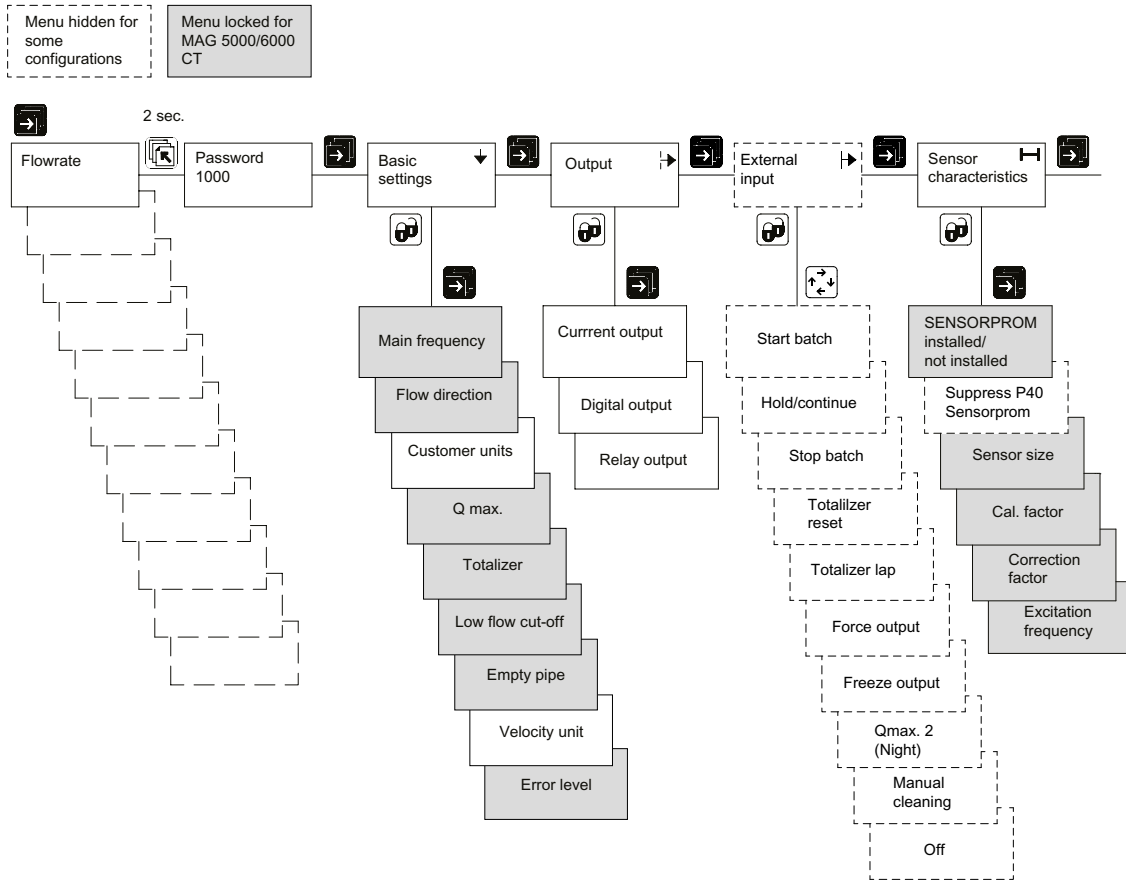 Menu hidden for
some
configurations
Menu locked for
MAG 5000/6000
CT
2 sec.
Flowrate
Password
1000
Basic
settings
Output
External
input
Sensor
characteristics
Main frequency
Flow direction
Customer units
Q max.
Totalizer
Low flow cut-off
Empty pipe
Velocity unit
Error level
Currrent output
Digital output
Relay output
Start batch
Hold/continue
Stop batch
Totalilzer
reset
Totalizer lap
Force output
Freeze output
Qmax. 2
(Night)
Manual
cleaning
Off
SENSORPROM
installed/
not installed
Suppress P40
Sensorprom
Sensor size
Cal. factor
Correction
factor
Excitation
frequency